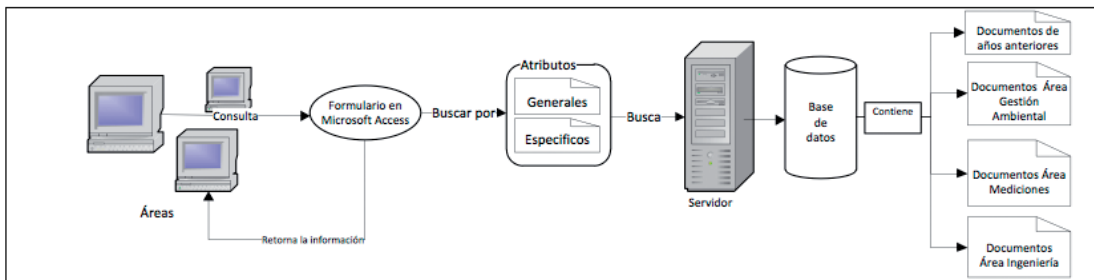 Áreas
Consulta
Formulario en
Microsoft Access
Retorna la información
Buscar por
Atributos
Generales
Especificos
Busca
Servidor
Base
de
datos
Contiene
Documentos de
años anteriores
Documentos Área
Gestión
Ambiental
Documentos Área
Mediciones
Documentos
Área Ingeniería